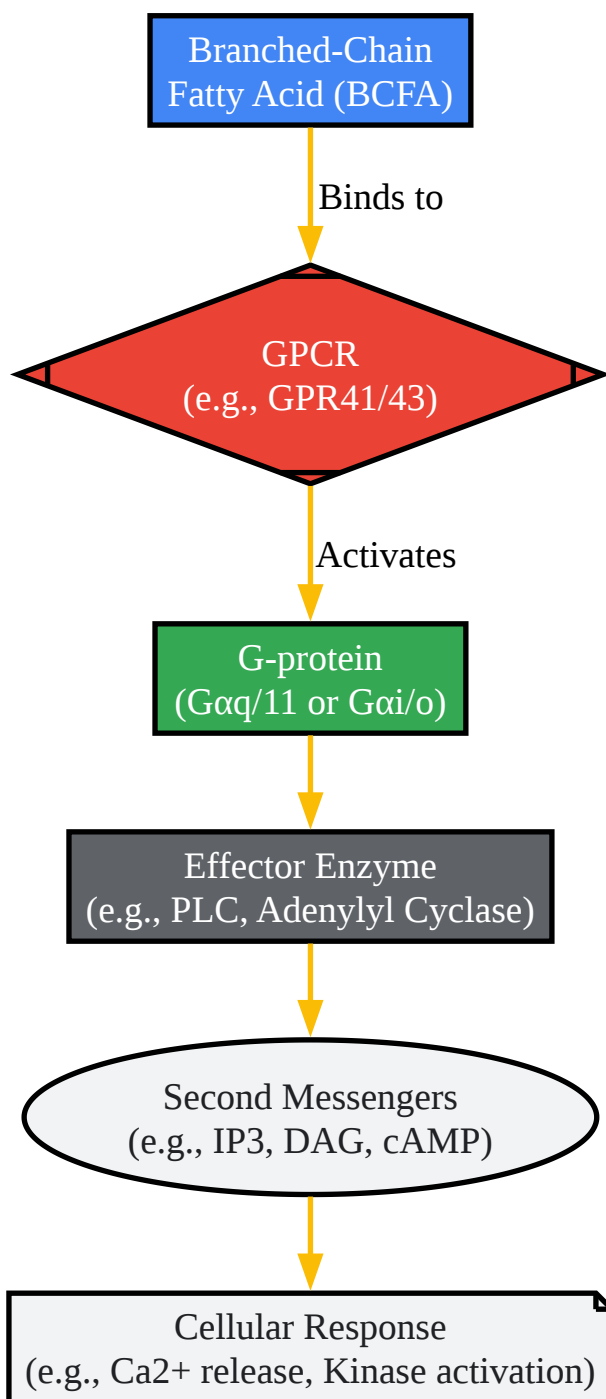 Branched-Chain
Fatty Acid (BCFA)
Binds to
GPCR
(e.g., GPR41/43)
Activates
G-protein
(Gαq/11 or Gαi/o)
Effector Enzyme
(e.g., PLC, Adenylyl Cyclase)
Second Messengers
(e.g., IP3, DAG, cAMP)
Cellular Response
(e.g., Ca2+ release, Kinase activation)